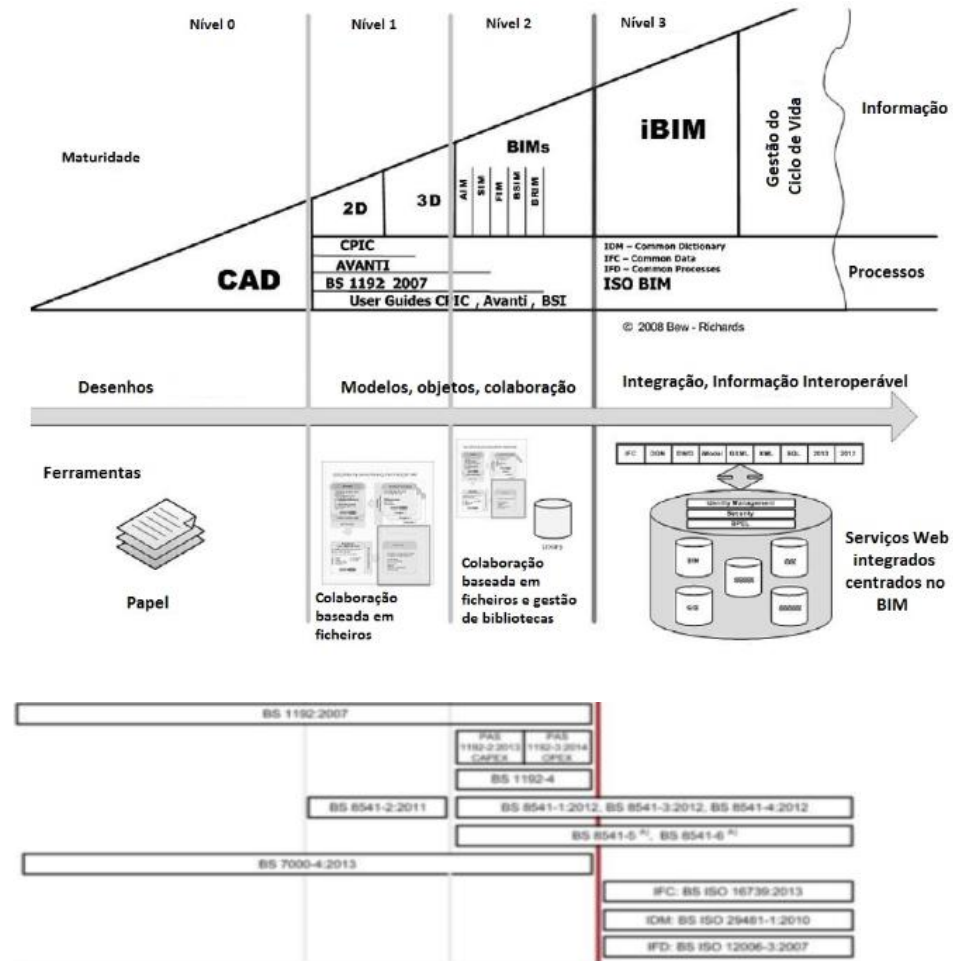 Nível 0
Nível 1
Nível 2
Nível 3
Maturidade
CAD
2D
3D
BIMs
AIM
SIM
FIM
BSIM
BRIM
iBIM
Gestão do
Ciclo de Vida
Informação
CPIC
AVANTI
BS 1192 2007
User Guides CPIC , Avanti , BSI
IDM – Common Dictionary
IFC – Common Data
IFD – Common Processes
ISO BIM
Processos
© 2008 Bew - Richards
Desenhos
Modelos, objetos, colaboração
Integração, Informação Interoperável
Ferramentas
Papel
Colaboração
baseada em
ficheiros
Colaboração
baseada em
ficheiros e gestão
de bibliotecas
Identity Management
Security
BPEL
Serviços Web
integrados
centrados no
BIM
BS 1192:2007
PAS
1192-2:2013
CAPEX
PAS
1192-3:2014
OPEX
BS 1192-4
BS 8541-2:2011
BS 8541-1:2012, BS 8541-3:2012, BS 8541-4:2012
BS 8541-5 A), BS 8541-6 A)
BS 7000-4:2013
IFC: BS ISO 16739:2013
IDM: BS ISO 29481-1:2010
IFD: BS ISO 12006-3:2007